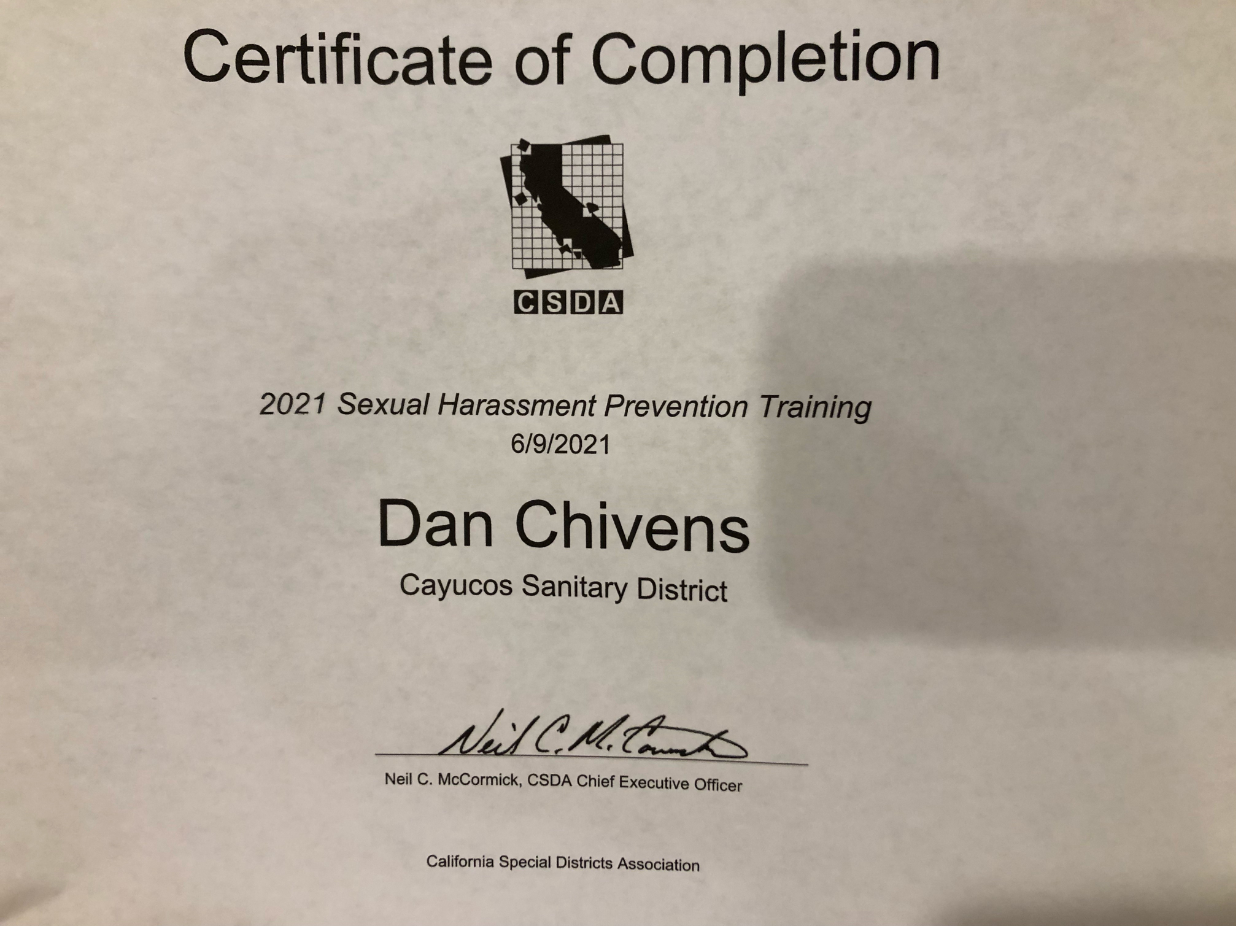 Certificate of Completion
CSDA
2021 Sexual Harassment Prevention Training
6/9/2021
Dan Chivens
Cayucos Sanitary District
Neil C. McCormick
Neil C. McCormick, CSDA Chief Executive Officer
California Special Districts Association